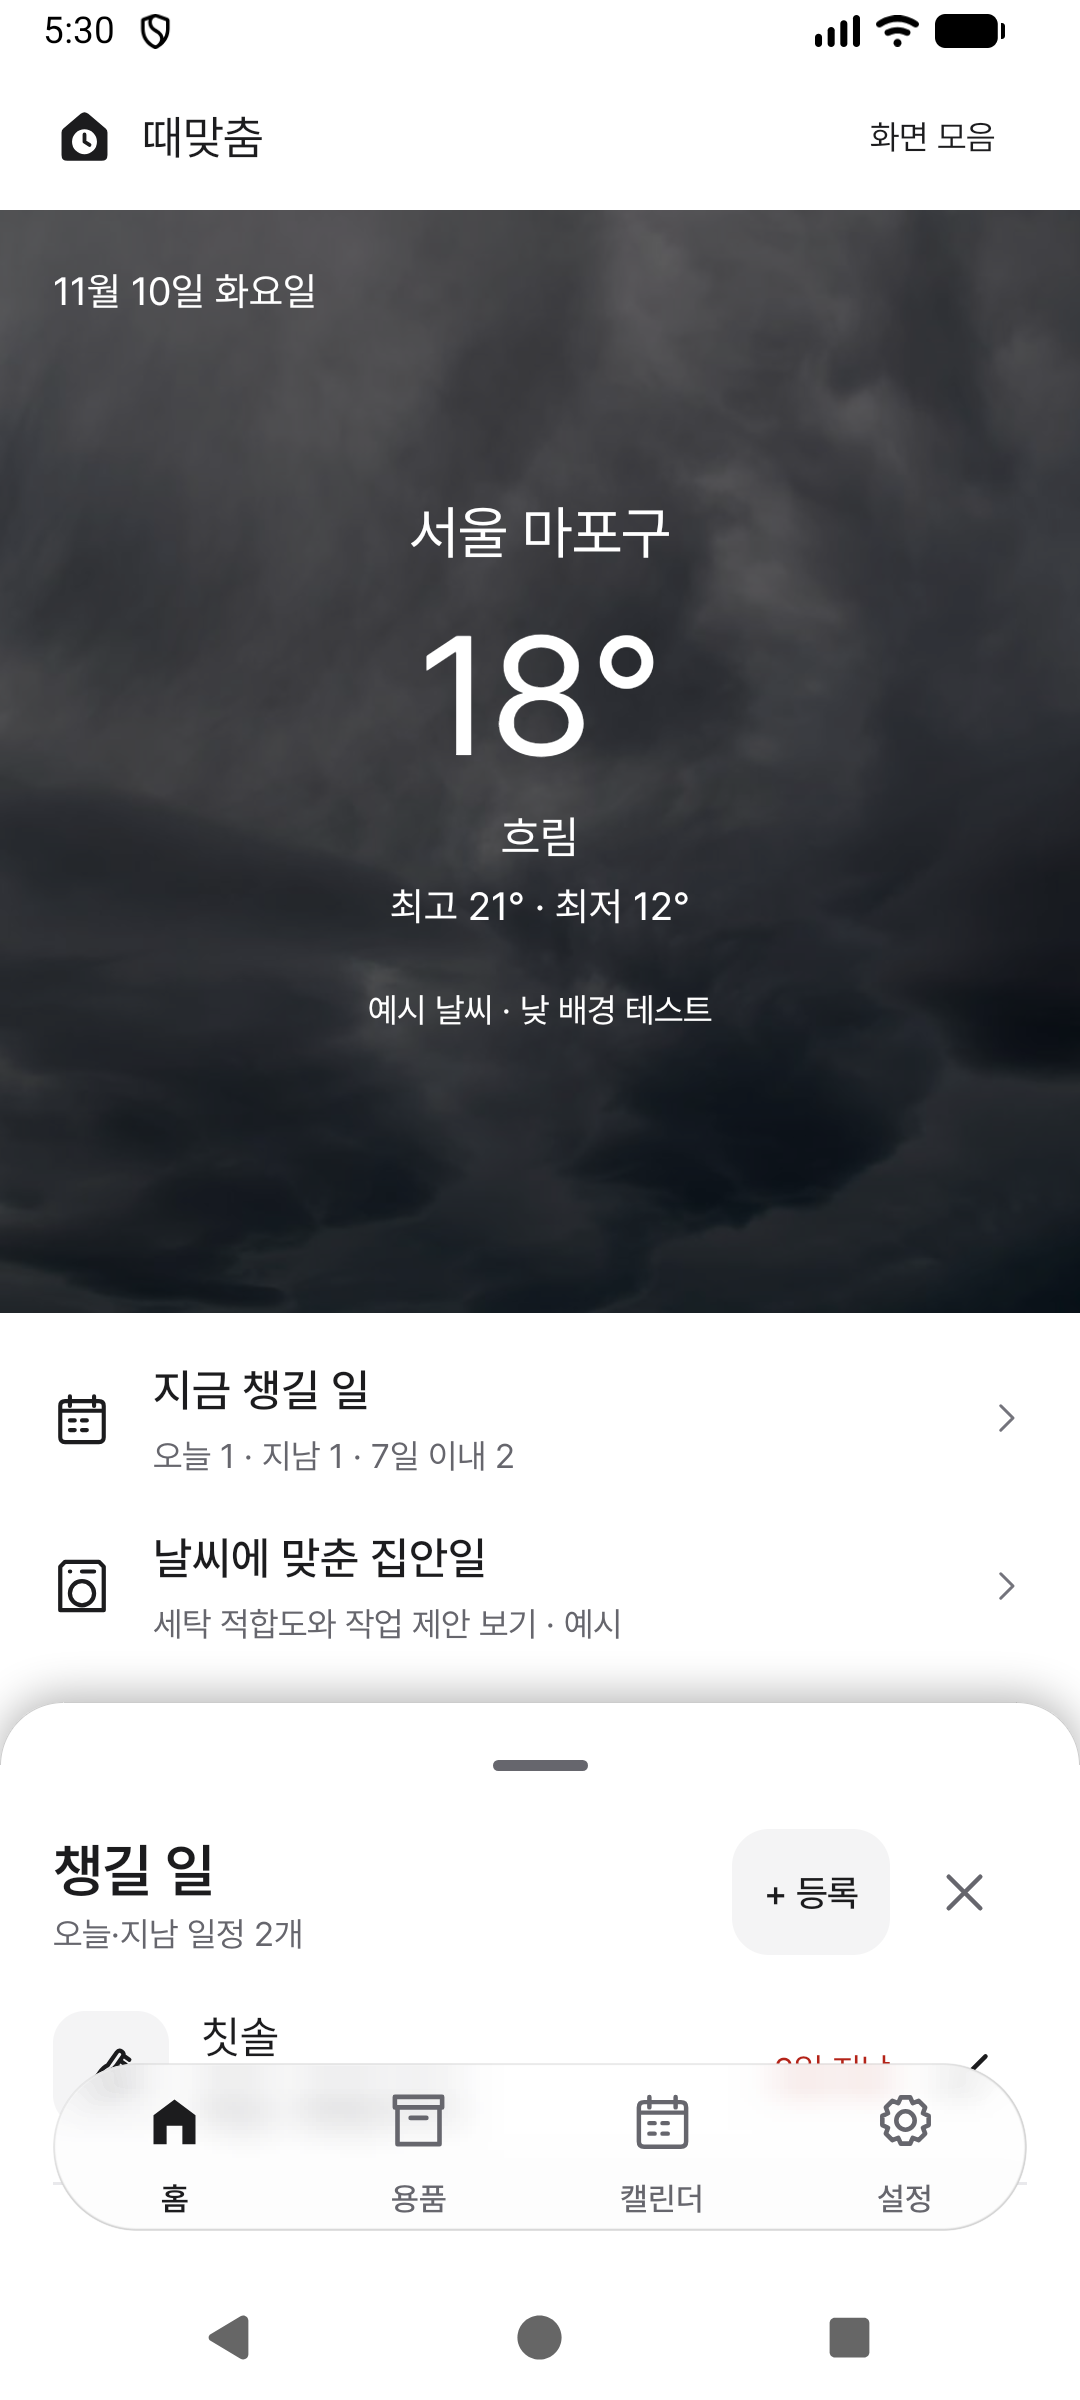 5:30
때맞춤
화면 모음
11월 10일 화요일
서울 마포구
18°
흐림
최고 21° · 최저 12°
예시 날씨 · 낮 배경 테스트
지금 챙길 일
오늘 1 · 지남 1 · 7일 이내 2
날씨에 맞춘 집안일
세탁 적합도와 작업 제안 보기 · 예시
챙길 일
+ 등록
오늘·지남 일정 2개
칫솔
홈
용품
캘린더
설정